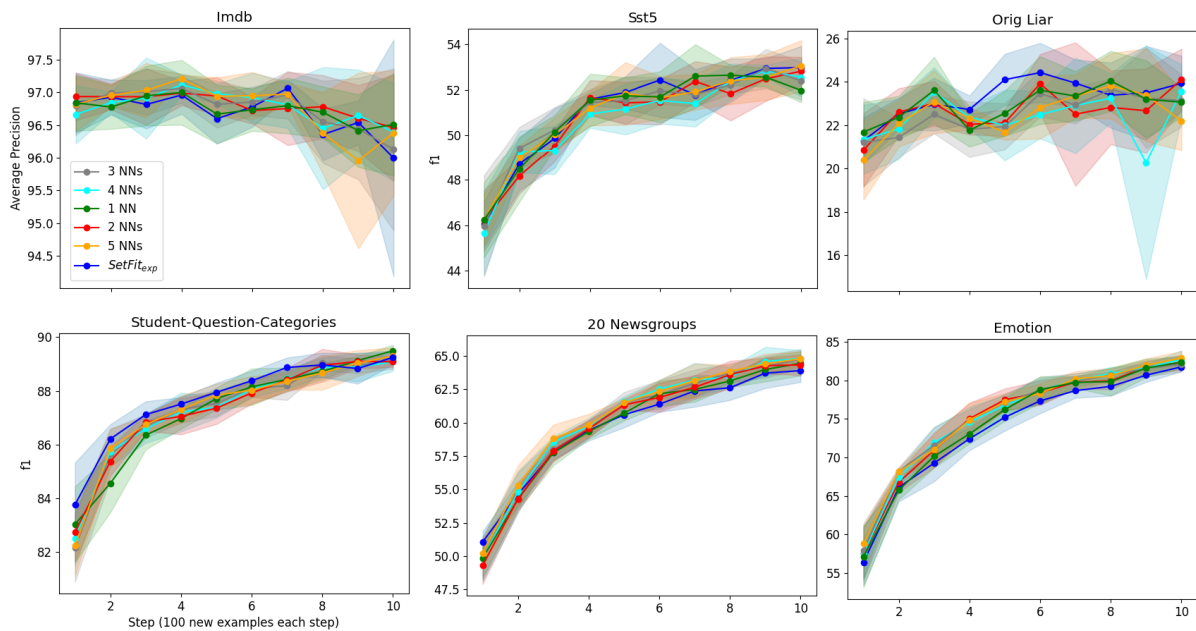 Imdb
Sst5
Orig Liar
97.5
97.0
96.5
96.0
95.5
95.0
94.5
Average Precision
3 NNs
4 NNs
1 NN
2 NNs
5 NNs
SetFit_exp
54
52
50
48
46
44
f1
26
24
22
20
18
16
Student-Question-Categories
20 Newsgroups
Emotion
90
88
86
84
82
f1
2 4 6 8 10
Step (100 new examples each step)
65.0
62.5
60.0
57.5
55.0
52.5
50.0
47.5
2 4 6 8 10
85
80
75
70
65
60
55
2 4 6 8 10